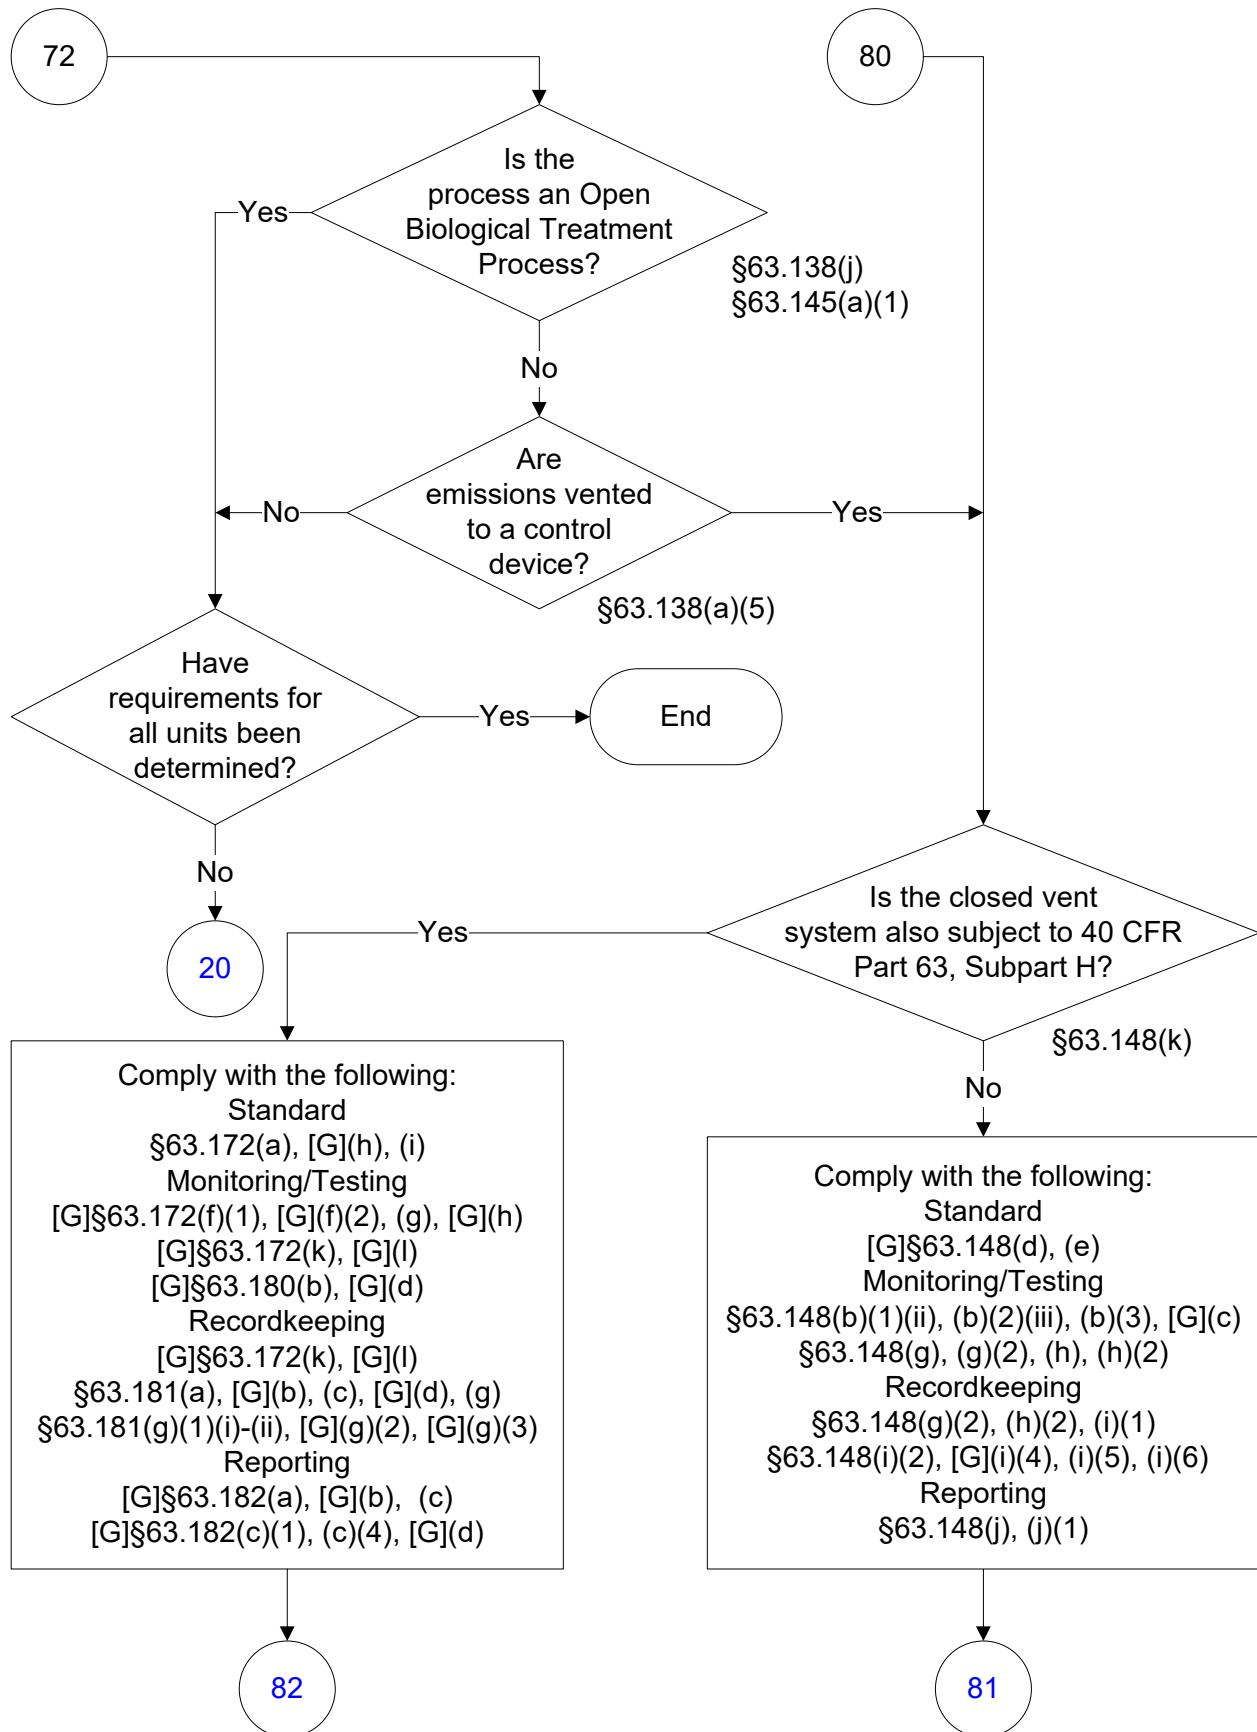 72
80
Is the
process an Open
Biological Treatment
Process?
Yes
§63.138(j)
§63.145(a)(1)
No
Are
emissions vented
to a control
device?
No
Yes
§63.138(a)(5)
Have
requirements for
all units been
determined?
Yes
End
No
20
Is the closed vent
system also subject to 40 CFR
Part 63, Subpart H?
Yes
§63.148(k)
No
Comply with the following:
Standard
§63.172(a), [G](h), (i)
Monitoring/Testing
[G]§63.172(f)(1), [G](f)(2), (g), [G](h)
[G]§63.172(k), [G](l)
[G]§63.180(b), [G](d)
Recordkeeping
[G]§63.172(k), [G](l)
§63.181(a), [G](b), (c), [G](d), (g)
§63.181(g)(1)(i)-(ii), [G](g)(2), [G](g)(3)
Reporting
[G]§63.182(a), [G](b), (c)
[G]§63.182(c)(1), (c)(4), [G](d)
Comply with the following:
Standard
[G]§63.148(d), (e)
Monitoring/Testing
§63.148(b)(1)(ii), (b)(2)(iii), (b)(3), [G](c)
§63.148(g), (g)(2), (h), (h)(2)
Recordkeeping
§63.148(g)(2), (h)(2), (i)(1)
§63.148(i)(2), [G](i)(4), (i)(5), (i)(6)
Reporting
§63.148(j), (j)(1)
82
81